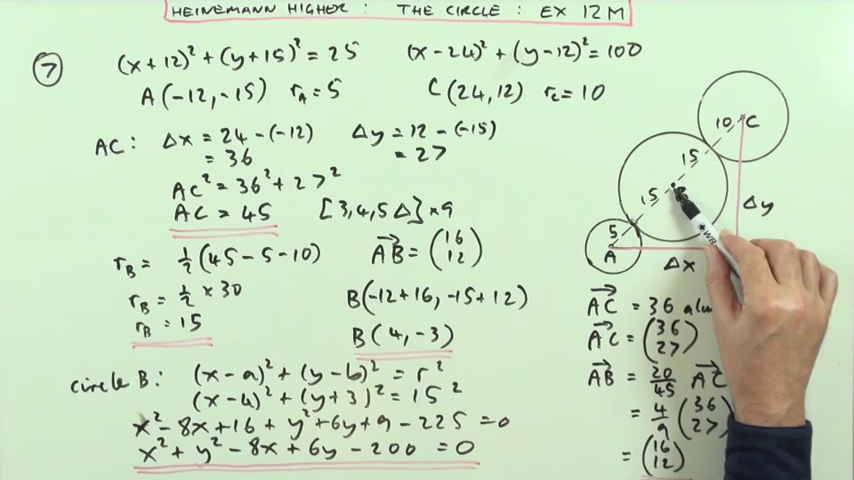 HEINEMANN HIGHER : THE CIRCLE : EX 12M
7
(x+12)² + (y+15)² = 25 (x-24)² + (y-12)² = 100
A(-12,-15) r_A = 5 C(24,12) r_C = 10
AC: Δx = 24-(-12) Δy = 12-(-15)
= 36 = 27
AC² = 36² + 27²
AC = 45 [3,4,5 Δ] × 9
r_B = ½(45-5-10) AB→ = (16 12)
r_B = ½ × 30 B(-12+16, -15+12)
r_B = 15 B(4,-3)
circle B: (x-a)² + (y-b)² = r²
(x-4)² + (y+3)² = 15²
x² - 8x + 16 + y² + 6y + 9 - 225 = 0
x² + y² - 8x + 6y - 200 = 0
10 C
15
15 B
5
A
Δy
Δx
AC→ = 36
AC→ = (36 27)
AB→ = 20/45 AC→
= 4/9 (36 27)
= (16 12)